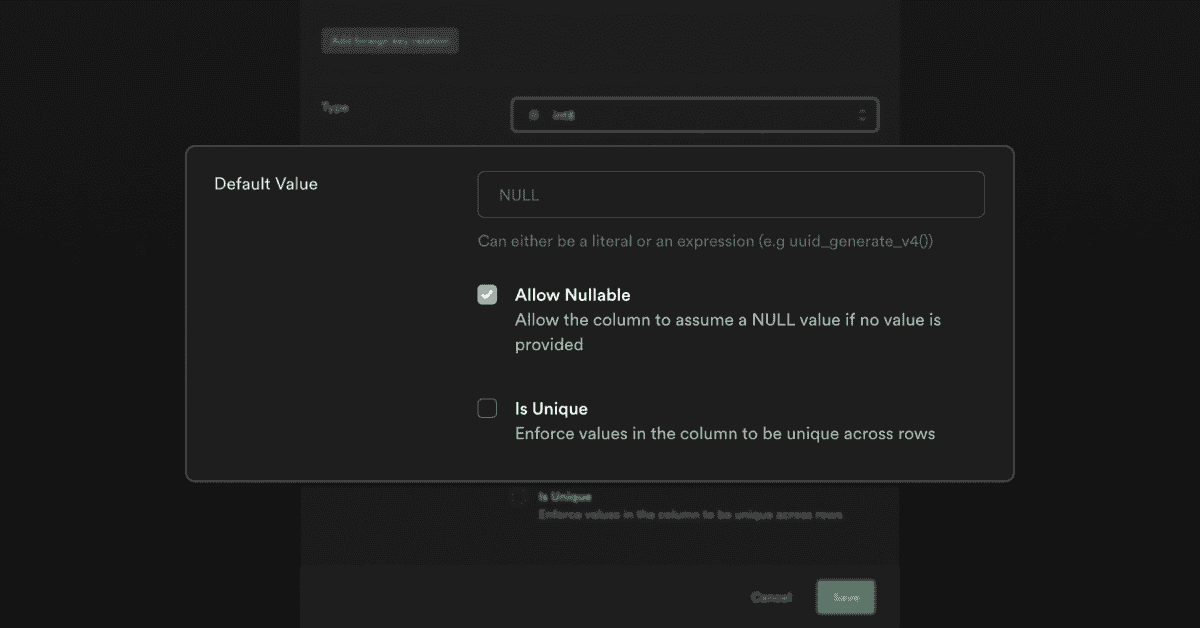 Add foreign key relation
Type
int8
Default Value
NULL
Can either be a literal or an expression (e.g uuid_generate_v4())
Allow Nullable
Allow the column to assume a NULL value if no value is
provided
Is Unique
Enforce values in the column to be unique across rows
Is Unique
Enforce values in the column to be unique across rows
Cancel
Save